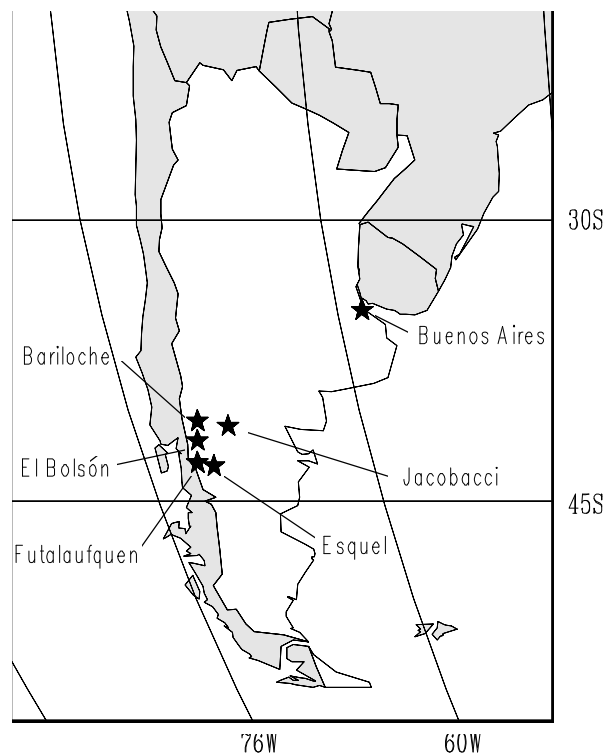 30S
Buenos Aires
Bariloche
El Bolsón
Jacobacci
45S
Futalaufquen
Esquel
76W
60W